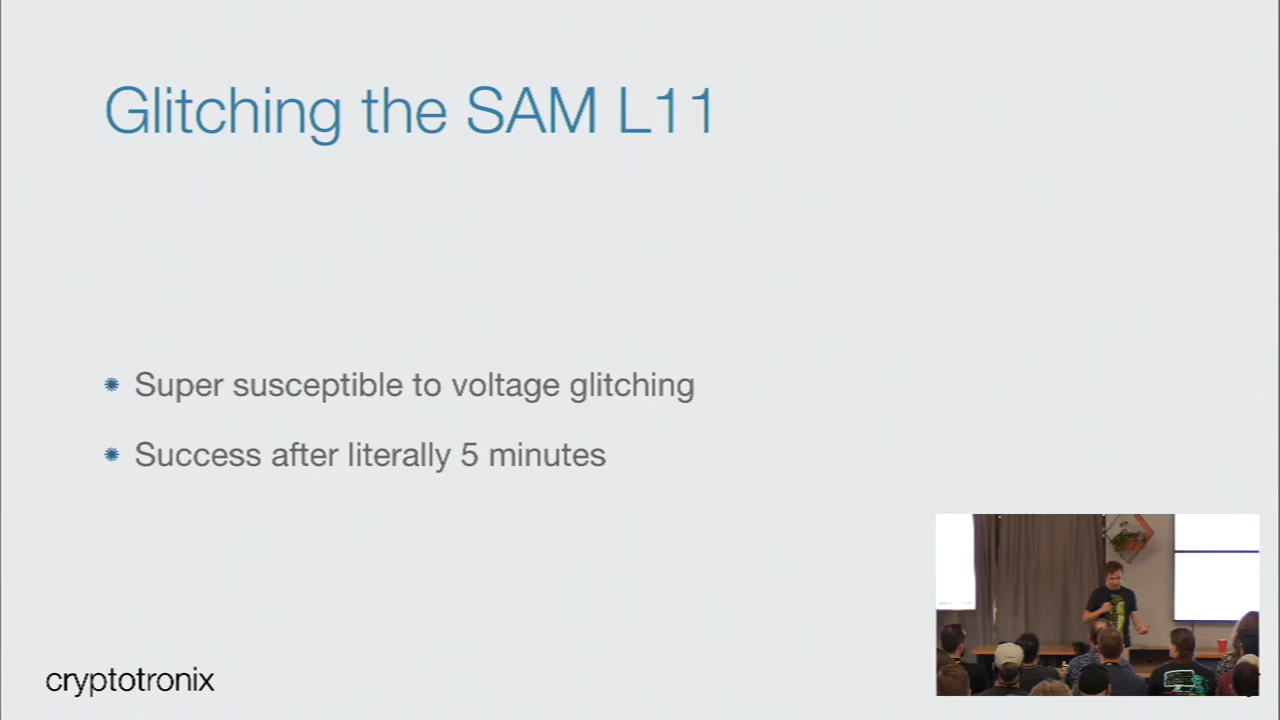 Glitching the SAM L11
Super susceptible to voltage glitching
Success after literally 5 minutes
cryptotronix